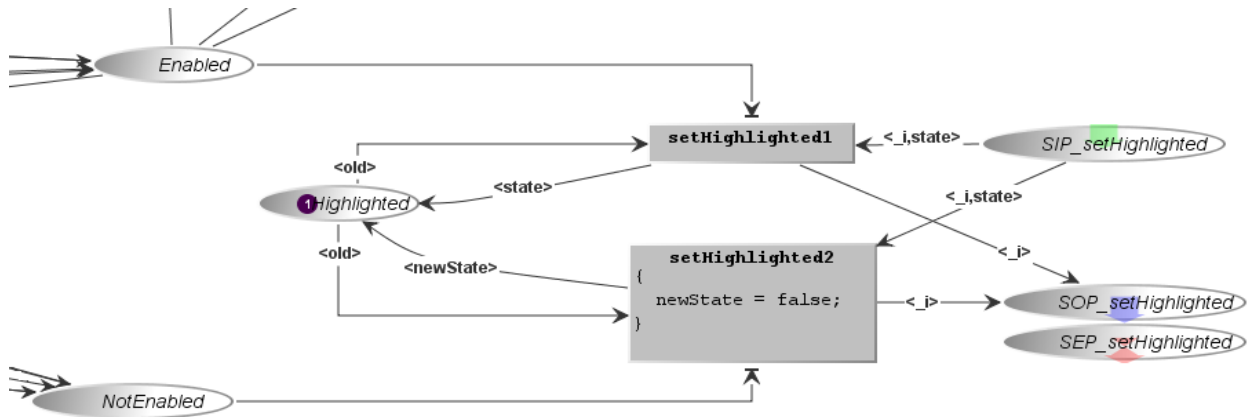 Enabled
setHighlighted1
<_i,state>
SIP_setHighlighted
<old>
<state>
<_i,state>
1
Highlighted
<old>
<newState>
setHighlighted2
{
newState = false;
}
<_i>
<_i>
SOP_setHighlighted
SEP_setHighlighted
NotEnabled